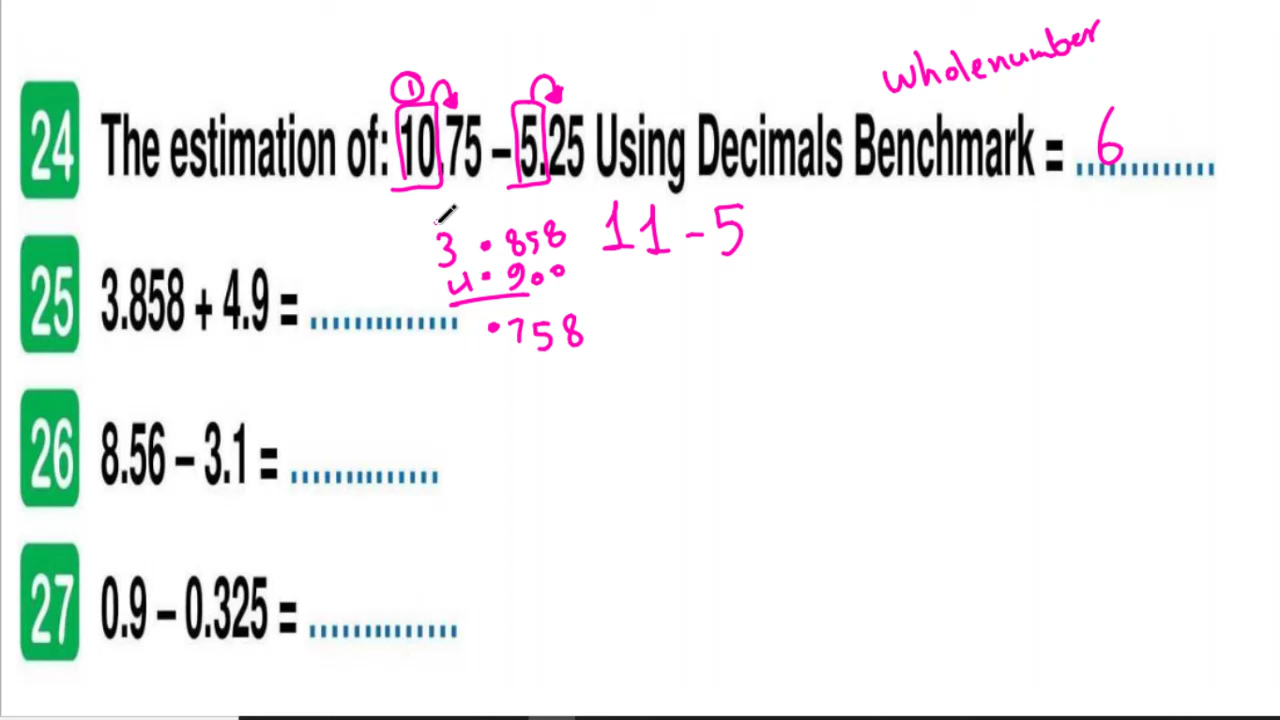 wholenumber
1
24 The estimation of: 10.75 – 5.25 Using Decimals Benchmark = 6
3.858 11-5
4.900
.758
25 3.858 + 4.9 = ...............
26 8.56 – 3.1 = ...............
27 0.9 – 0.325 = ...............